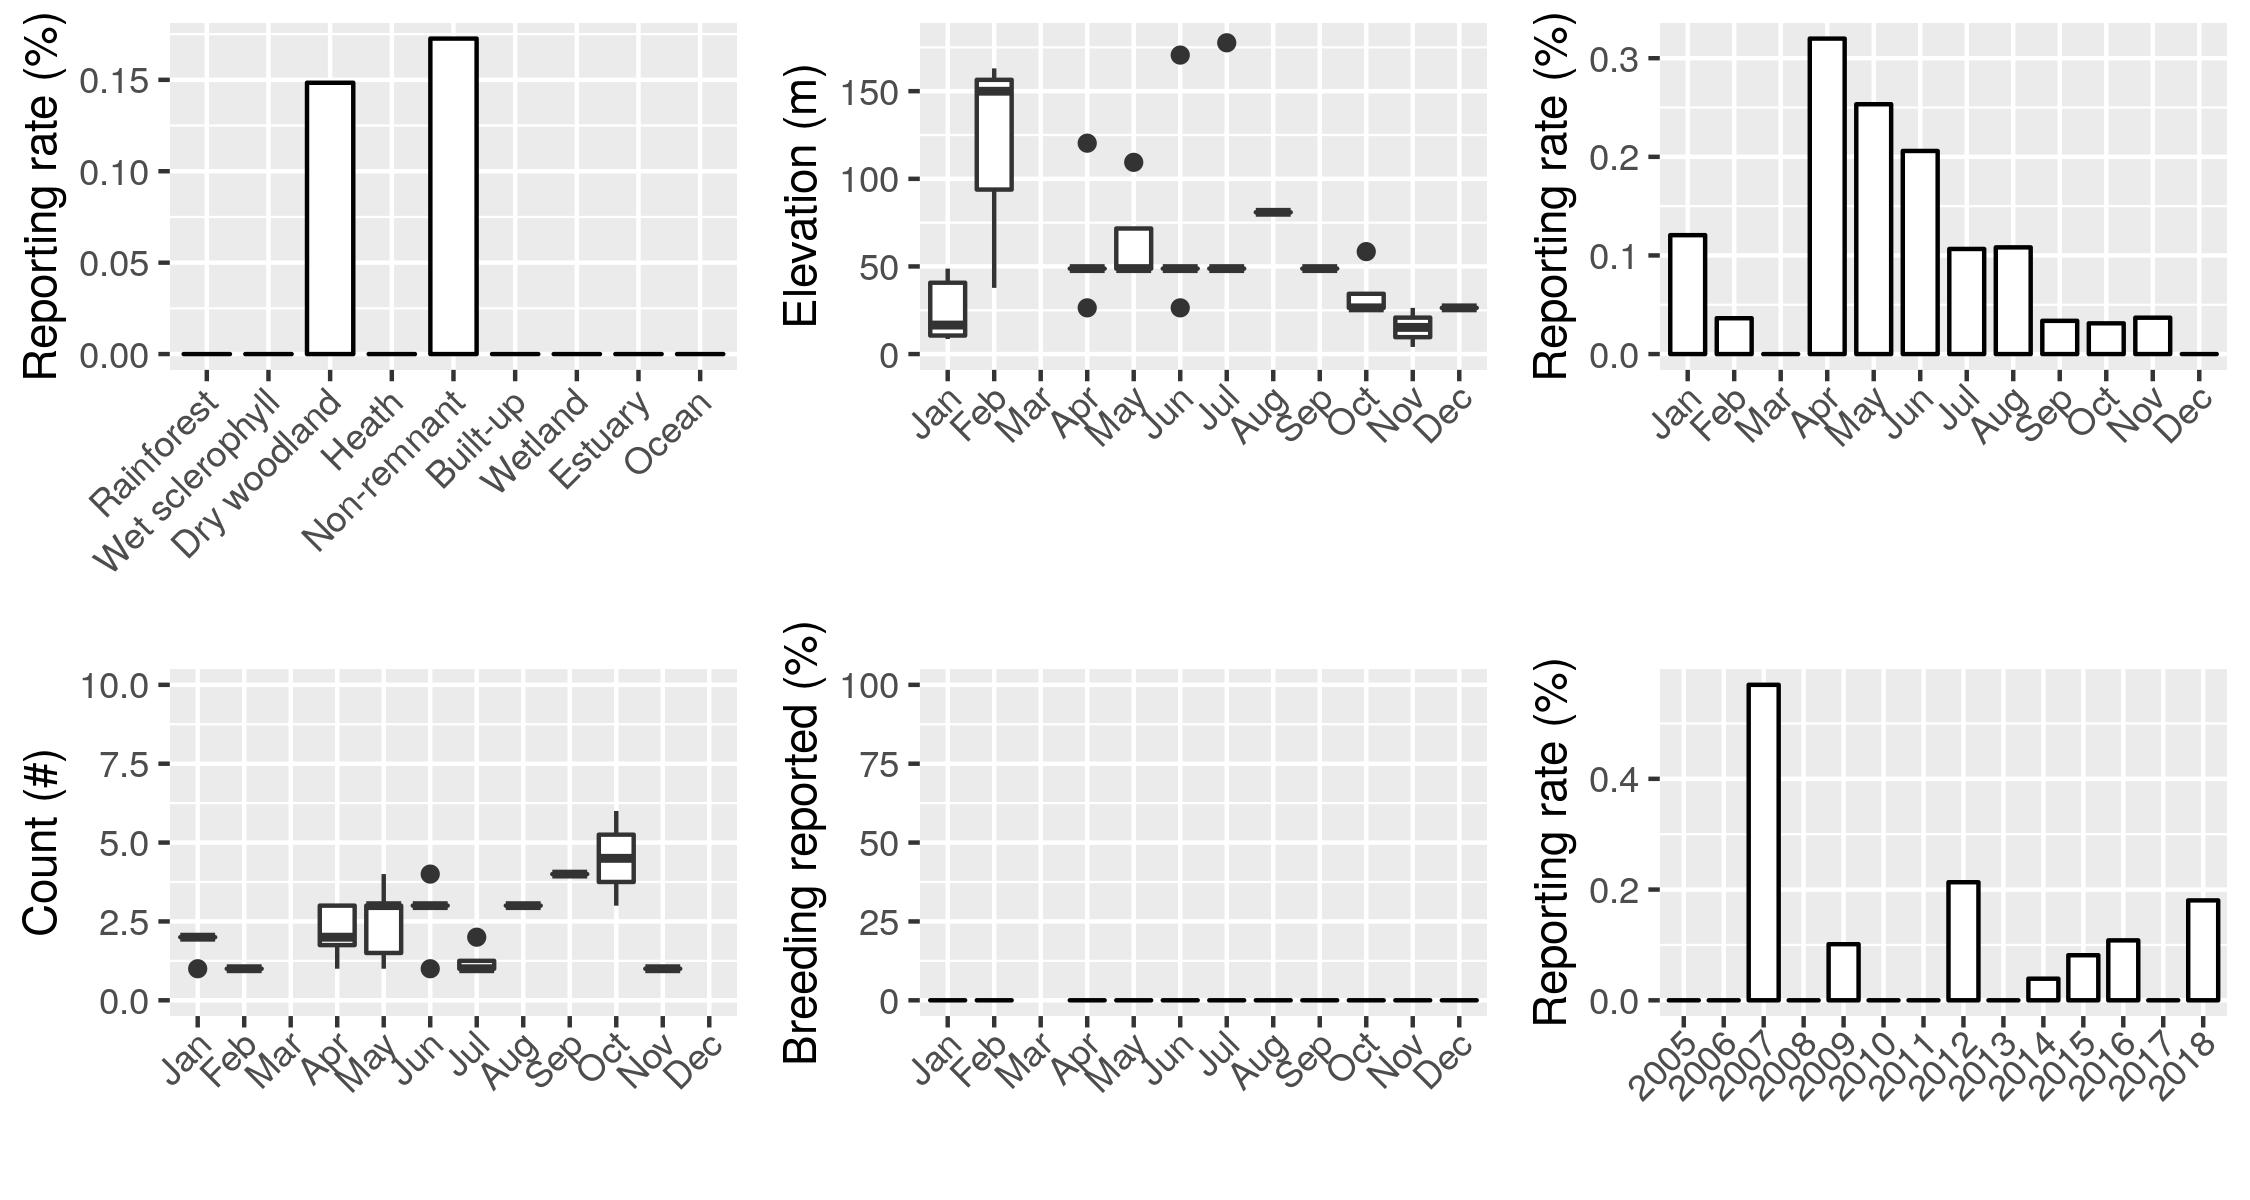 Reporting rate (%)
0.15
0.10
0.05
0.00
Rainforest
Wet sclerophyll
Dry woodland
Heath
Non-remnant
Built-up
Wetland
Estuary
Ocean
Elevation (m)
150
100
50
0
Jan
Feb
Mar
Apr
May
Jun
Jul
Aug
Sep
Oct
Nov
Dec
Reporting rate (%)
0.3
0.2
0.1
0.0
Jan
Feb
Mar
Apr
May
Jun
Jul
Aug
Sep
Oct
Nov
Dec
Count (#)
10.0
7.5
5.0
2.5
0.0
Jan
Feb
Mar
Apr
May
Jun
Jul
Aug
Sep
Oct
Nov
Dec
Breeding reported (%)
100
75
50
25
0
Jan
Feb
Mar
Apr
May
Jun
Jul
Aug
Sep
Oct
Nov
Dec
Reporting rate (%)
0.4
0.2
0.0
2005
2006
2007
2008
2009
2010
2011
2012
2013
2014
2015
2016
2017
2018